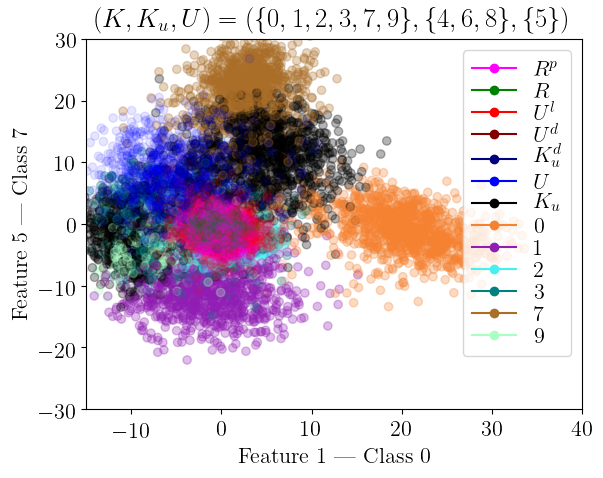 (K, K_u, U) = ({0, 1, 2, 3, 7, 9}, {4, 6, 8}, {5})
30
20
10
0
−10
−20
−30
Feature 5 — Class 7
R^p
R
U^l
U^d
K_u^d
U
K_u
0
1
2
3
7
9
−10
0
10
20
30
40
Feature 1 — Class 0